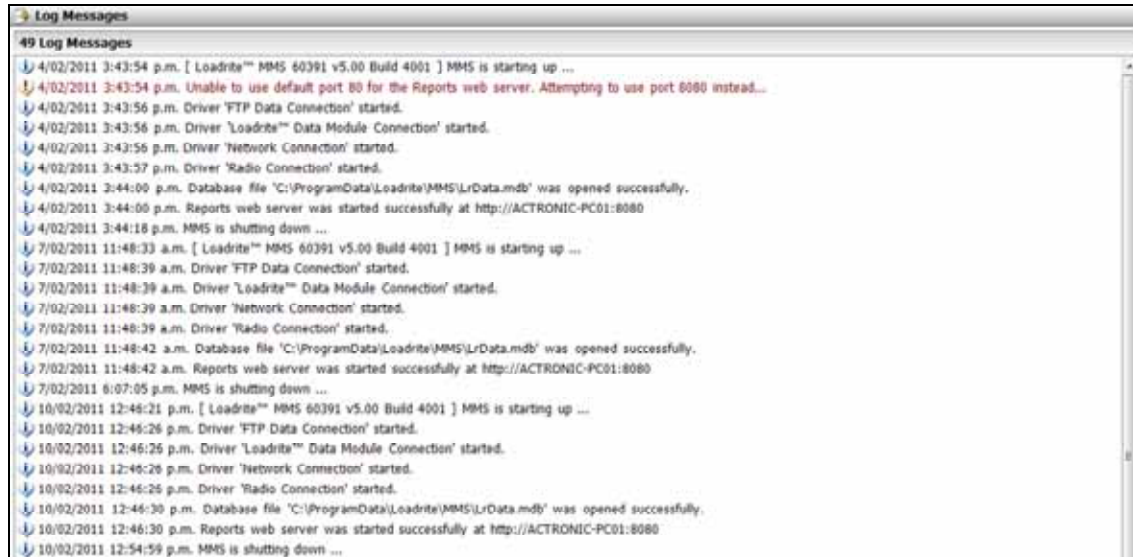 Log Messages
49 Log Messages
4/02/2011 3:43:54 p.m. [ Loadrite™ MMS 60391 v5.00 Build 4001 ] MMS is starting up ...
4/02/2011 3:43:54 p.m. Unable to use default port 80 for the Reports web server. Attempting to use port 8080 instead...
4/02/2011 3:43:56 p.m. Driver 'FTP Data Connection' started.
4/02/2011 3:43:56 p.m. Driver 'Loadrite™ Data Module Connection' started.
4/02/2011 3:43:56 p.m. Driver 'Network Connection' started.
4/02/2011 3:43:57 p.m. Driver 'Radio Connection' started.
4/02/2011 3:44:00 p.m. Database file 'C:\ProgramData\Loadrite\MMS\LrData.mdb' was opened successfully.
4/02/2011 3:44:00 p.m. Reports web server was started successfully at http://ACTRONIC-PC01:8080
4/02/2011 3:44:18 p.m. MMS is shutting down ...
7/02/2011 11:48:33 a.m. [ Loadrite™ MMS 60391 v5.00 Build 4001 ] MMS is starting up ...
7/02/2011 11:48:39 a.m. Driver 'FTP Data Connection' started.
7/02/2011 11:48:39 a.m. Driver 'Loadrite™ Data Module Connection' started.
7/02/2011 11:48:39 a.m. Driver 'Network Connection' started.
7/02/2011 11:48:39 a.m. Driver 'Radio Connection' started.
7/02/2011 11:48:42 a.m. Database file 'C:\ProgramData\Loadrite\MMS\LrData.mdb' was opened successfully.
7/02/2011 11:48:42 a.m. Reports web server was started successfully at http://ACTRONIC-PC01:8080
7/02/2011 6:07:05 p.m. MMS is shutting down ...
10/02/2011 12:46:21 p.m. [ Loadrite™ MMS 60391 v5.00 Build 4001 ] MMS is starting up ...
10/02/2011 12:46:26 p.m. Driver 'FTP Data Connection' started.
10/02/2011 12:46:26 p.m. Driver 'Loadrite™ Data Module Connection' started.
10/02/2011 12:46:26 p.m. Driver 'Network Connection' started.
10/02/2011 12:46:26 p.m. Driver 'Radio Connection' started.
10/02/2011 12:46:30 p.m. Database file 'C:\ProgramData\Loadrite\MMS\LrData.mdb' was opened successfully.
10/02/2011 12:46:30 p.m. Reports web server was started successfully at http://ACTRONIC-PC01:8080
10/02/2011 12:54:59 p.m. MMS is shutting down ...